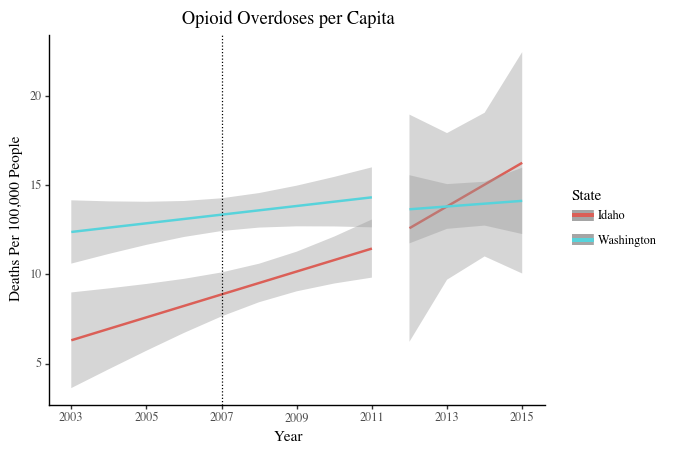 Opioid Overdoses per Capita
Deaths Per 100,000 People
20
15
10
5
2003 2005 2007 2009 2011 2013 2015
Year
State
Idaho
Washington